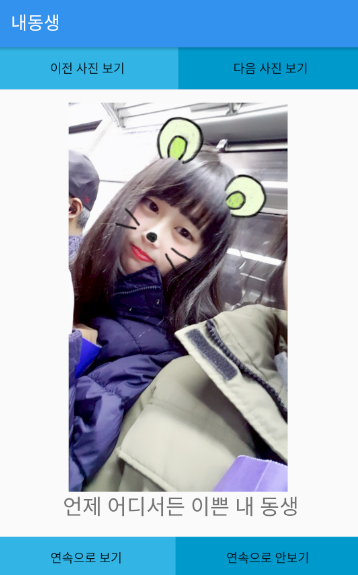 내동생
이전 사진 보기
다음 사진 보기
언제 어디서든 이쁜 내 동생
연속으로 보기
연속으로 안보기